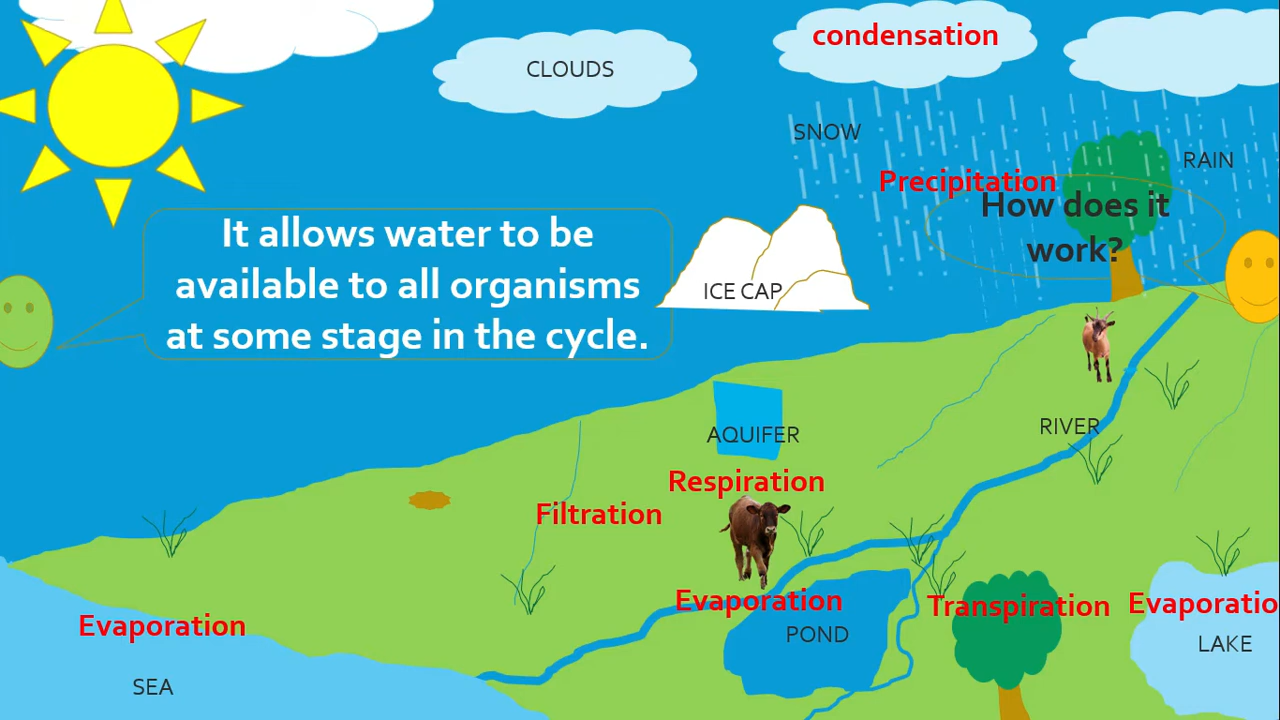 condensation
CLOUDS
SNOW
RAIN
Precipitation
How does it
work?
It allows water to be
available to all organisms
at some stage in the cycle.
ICE CAP
AQUIFER
RIVER
Respiration
Filtration
Evaporation
Transpiration
Evaporatio
POND
Evaporation
LAKE
SEA